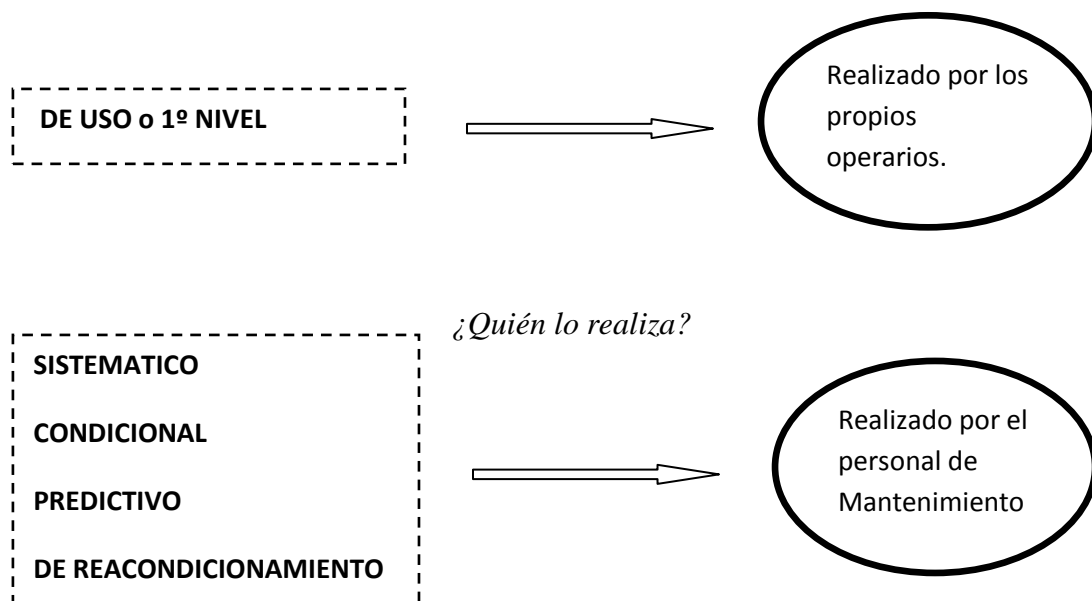 DE USO o 1º NIVEL
Realizado por los
propios
operarios.
¿Quién lo realiza?
SISTEMATICO
CONDICIONAL
PREDICTIVO
DE REACONDICIONAMIENTO
Realizado por el
personal de
Mantenimiento